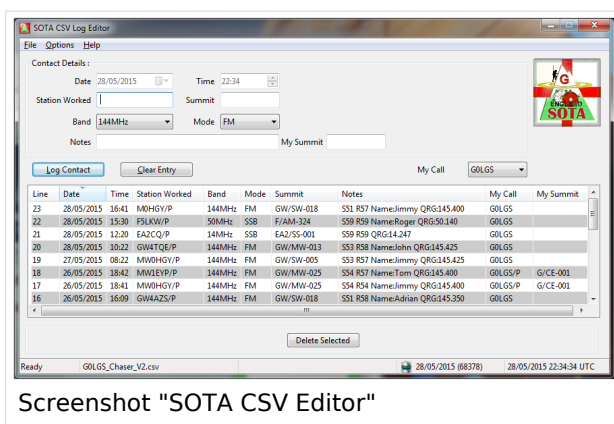 SOTA CSV Log Editor
File Options Help
Contact Details :
Date 28/05/2015 Time 22:34
Station Worked Summit
Band 144MHz Mode FM
Notes My Summit
G
ENGLAND
SOTA
Log Contact Clear Entry My Call G0LGS
Line Date Time Station Worked Band Mode Summit Notes My Call My Summit
23 28/05/2015 16:41 M0HGY/P 144MHz FM GW/SW-018 S51 R57 Name:Jimmy QRG:145.400 G0LGS
22 28/05/2015 15:30 F5LKW/P 50MHz SSB F/AM-324 S59 R59 Name:Roger QRG:50.140 G0LGS
21 28/05/2015 12:20 EA2CQ/P 14MHz SSB EA2/SS-001 S59 R59 QRG:14.247 G0LGS
20 28/05/2015 10:22 GW4TQE/P 144MHz FM GW/MW-013 S53 R58 Name:John QRG:145.425 G0LGS
19 27/05/2015 08:22 MW0HGY/P 144MHz FM GW/SW-005 S53 R57 Name:Jimmy QRG:145.425 G0LGS
18 26/05/2015 18:42 MW1EYP/P 144MHz FM GW/MW-025 S54 R57 Name:Tom QRG:145.400 G0LGS/P G/CE-001
17 26/05/2015 18:41 MW0HGY/P 144MHz FM GW/MW-025 S54 R57 Name:Jimmy QRG:145.400 G0LGS/P G/CE-001
16 26/05/2015 16:09 GW4AZS/P 144MHz FM GW/SW-018 S51 R58 Name:Adrian QRG:145.350 G0LGS
Delete Selected
Ready G0LGS_Chaser_V2.csv 28/05/2015 (68378) 28/05/2015 22:34:34 UTC
Screenshot "SOTA CSV Editor"